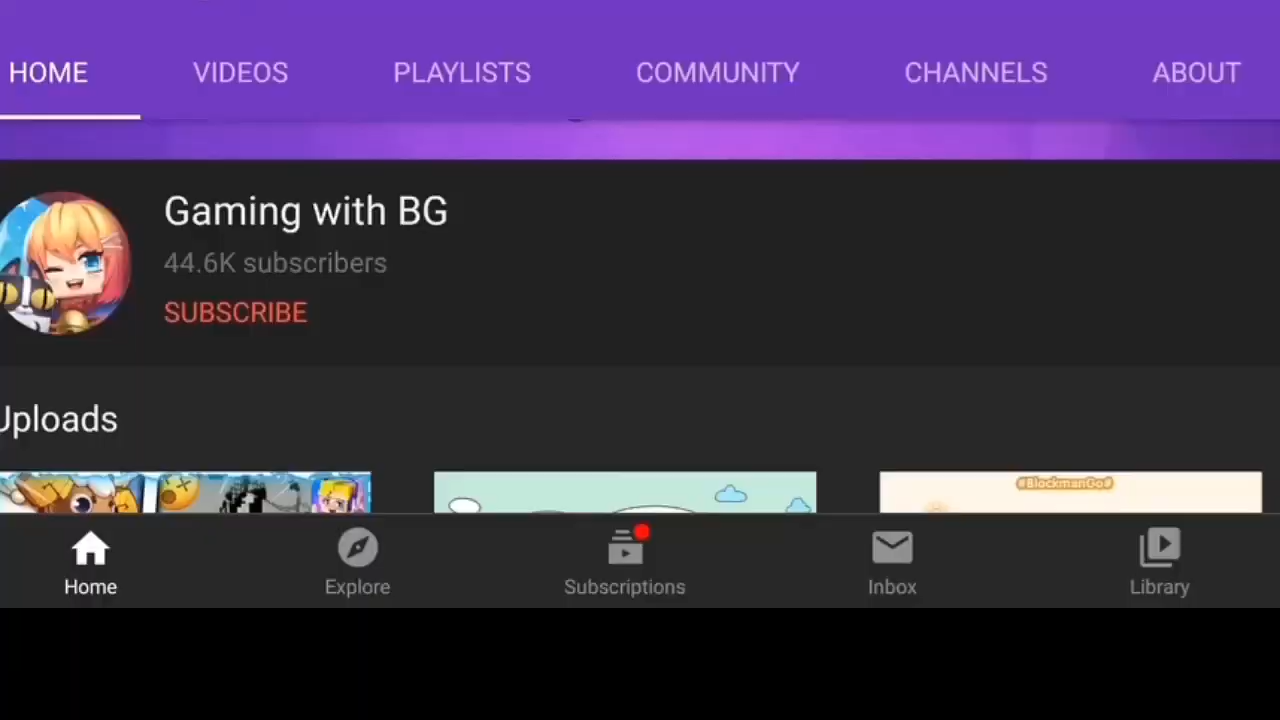 HOME VIDEOS PLAYLISTS COMMUNITY CHANNELS ABOUT
Gaming with BG
44.6K subscribers
SUBSCRIBE
Uploads
#BlockmanGo#
Home Explore Subscriptions Inbox Library